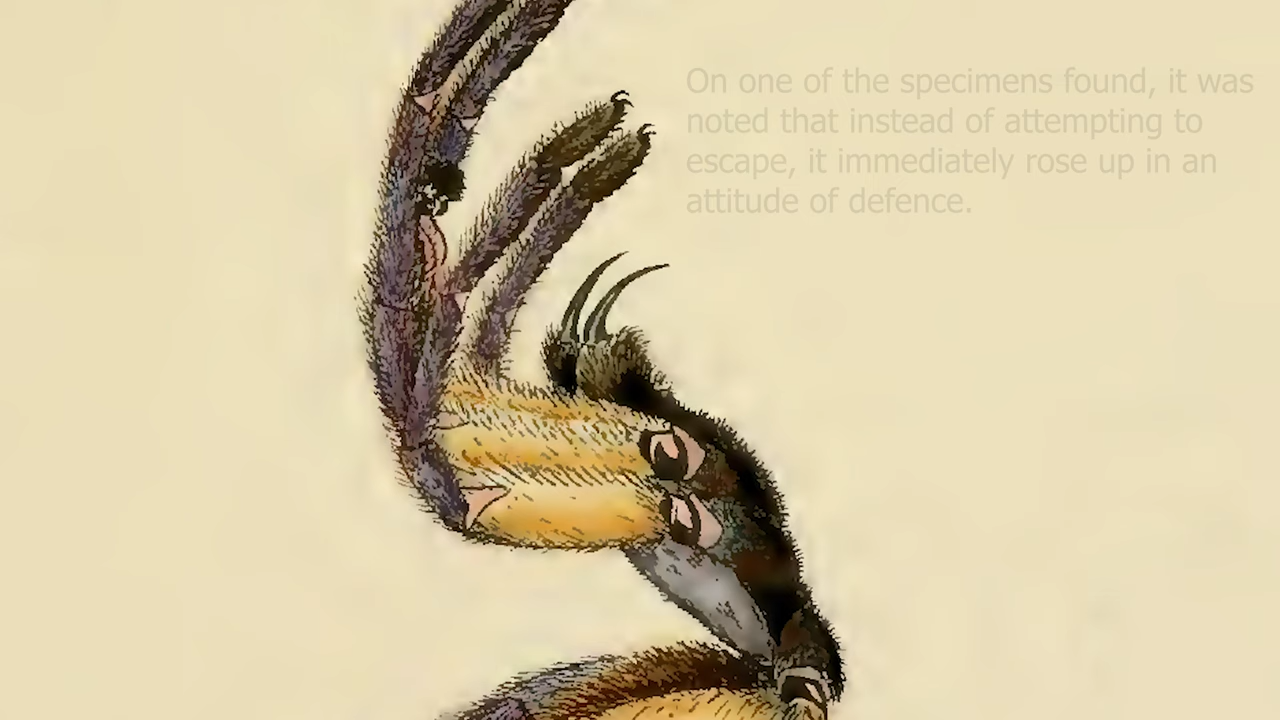 On one of the specimens found, it was
noted that instead of attempting to
escape, it immediately rose up in an
attitude of defence.